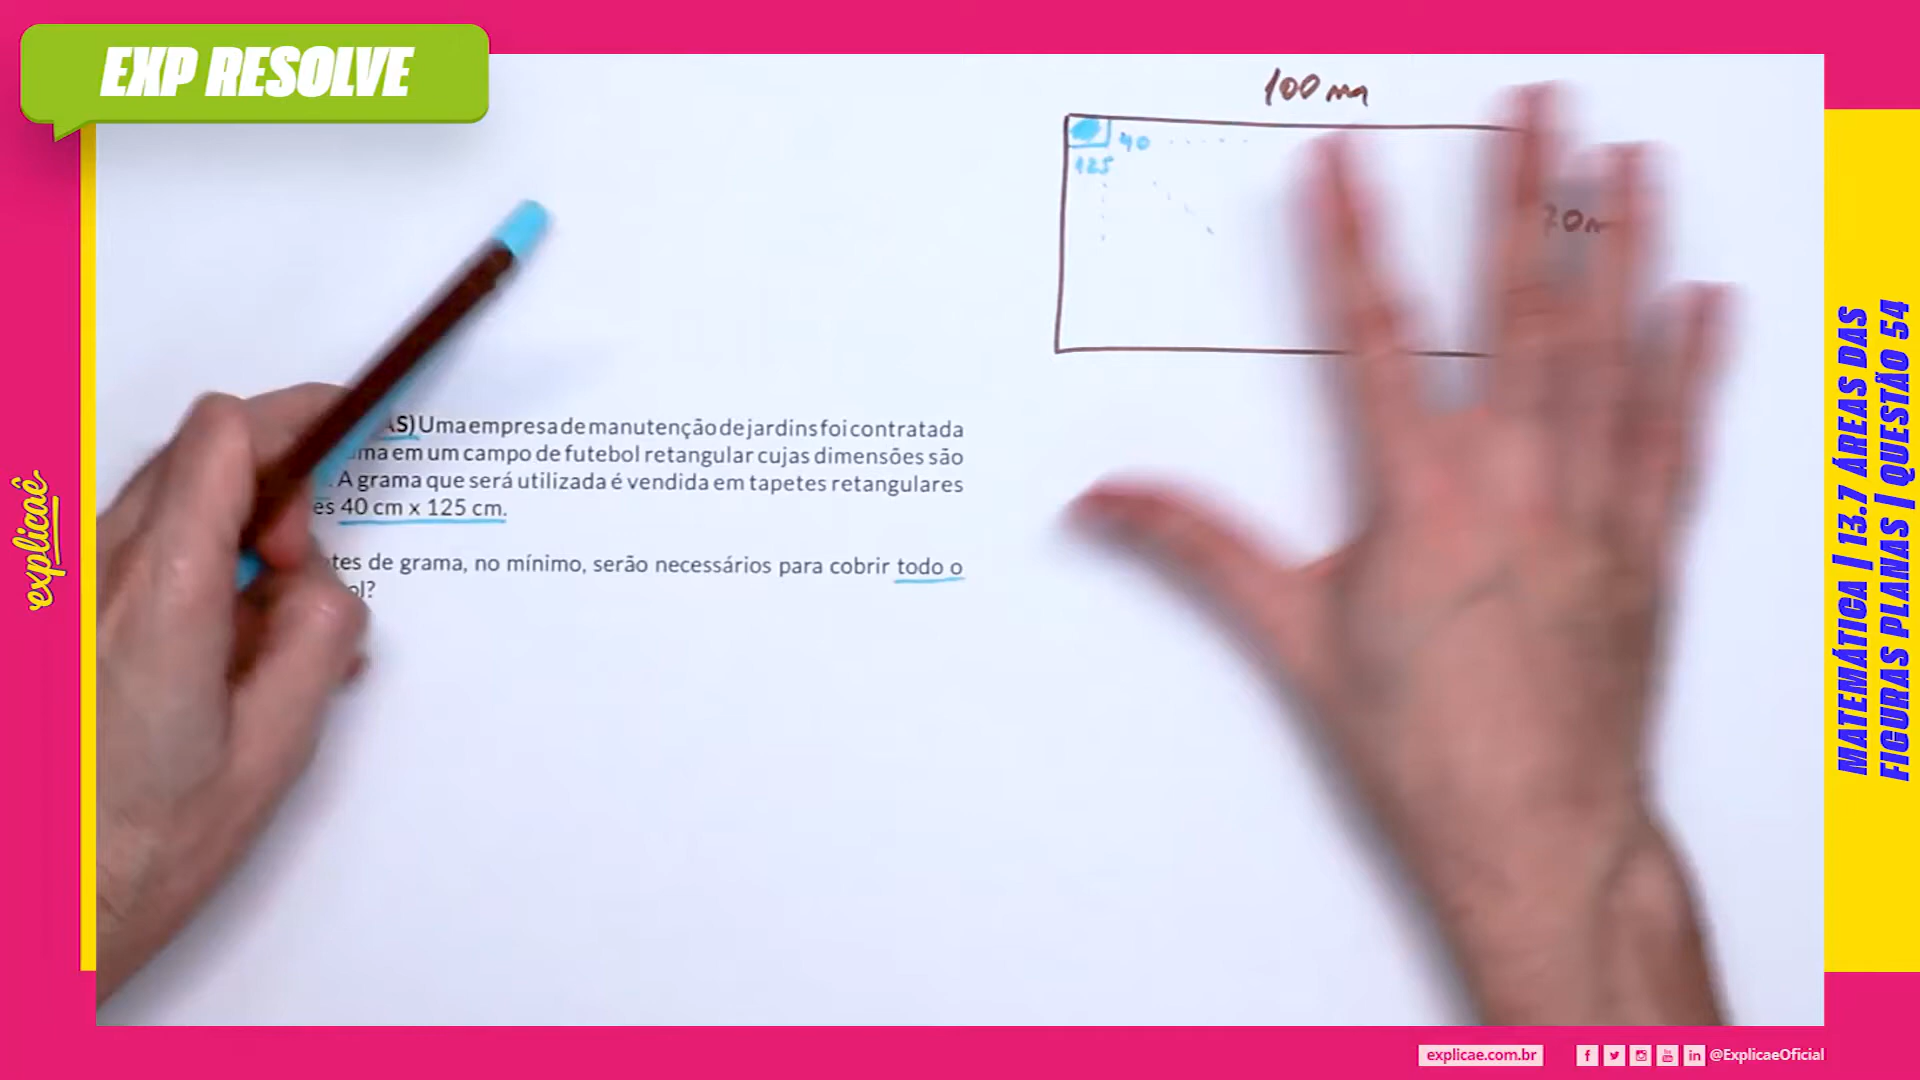 EXP RESOLVE
100 m
40
125
70m
AS) Uma empresa de manutenção de jardins foi contratada
em um campo de futebol retangular cujas dimensões são
. A grama que será utilizada é vendida em tapetes retangulares
es 40 cm x 125 cm.
tes de grama, no mínimo, serão necessários para cobrir todo o
ol?
explicaê
MATEMÁTICA | 13.7 ÁREAS DAS
FIGURAS PLANAS | QUESTÃO 54
explicae.com.br
@ExplicaeOficial